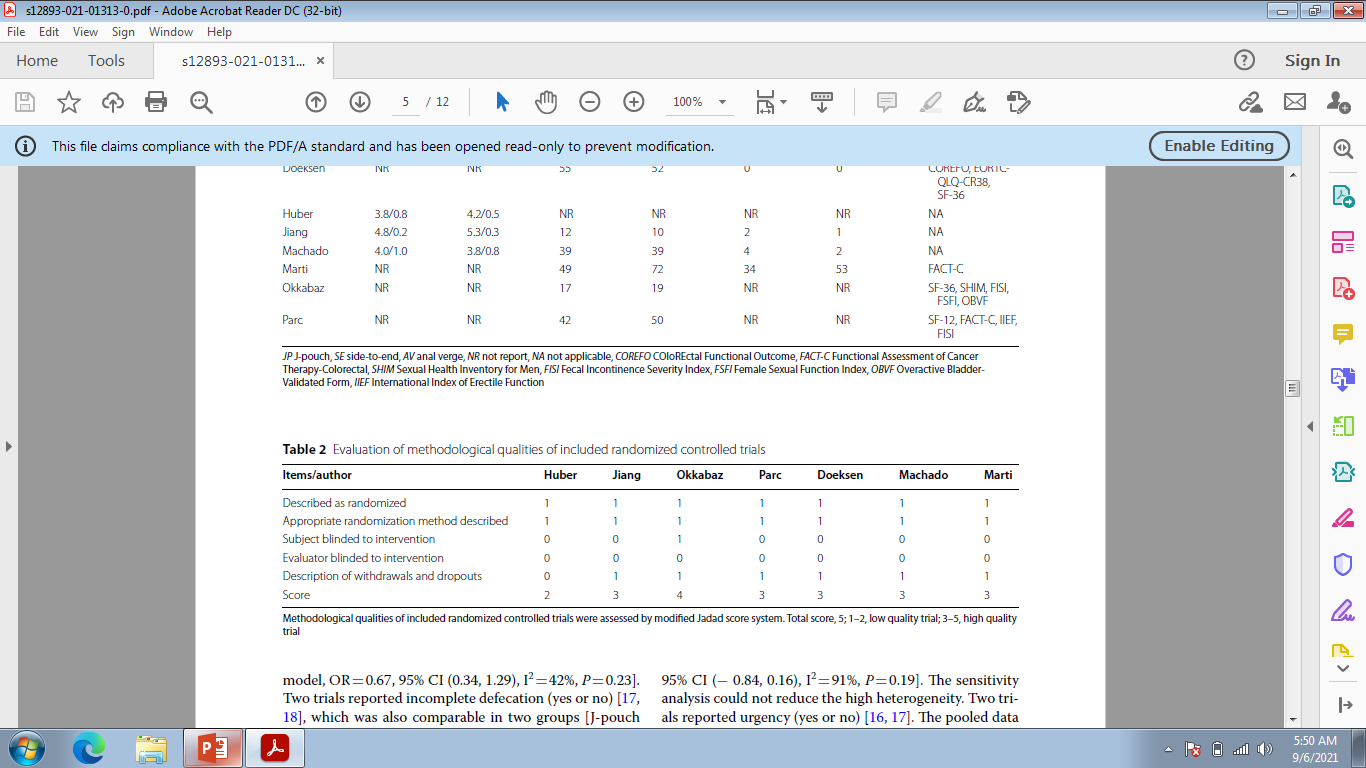 s12893-021-01313-0.pdf - Adobe Acrobat Reader DC (32-bit)
File Edit View Sign Window Help
Home Tools s12893-021-0131... × Sign In
5 / 12 100%
This file claims compliance with the PDF/A standard and has been opened read-only to prevent modification. Enable Editing
Doeksen NR NR 55 52 0 0 COREFO, EORTC-
QLQ-CR38,
SF-36
Huber 3.8/0.8 4.2/0.5 NR NR NR NR NA
Jiang 4.8/0.2 5.3/0.3 12 10 2 1 NA
Machado 4.0/1.0 3.8/0.8 39 39 4 2 NA
Marti NR NR 49 72 34 53 FACT-C
Okkabaz NR NR 17 19 NR NR SF-36, SHIM, FISI,
FSFI, OBVF
Parc NR NR 42 50 NR NR SF-12, FACT-C, IIEF,
FISI
JP J-pouch, SE side-to-end, AV anal verge, NR not report, NA not applicable, COREFO COloREctal Functional Outcome, FACT-C Functional Assessment of Cancer
Therapy-Colorectal, SHIM Sexual Health Inventory for Men, FISI Fecal Incontinence Severity Index, FSFI Female Sexual Function Index, OBVF Overactive Bladder-
Validated Form, IIEF International Index of Erectile Function
Table 2 Evaluation of methodological qualities of included randomized controlled trials
Items/author Huber Jiang Okkabaz Parc Doeksen Machado Marti
Described as randomized 1 1 1 1 1 1 1
Appropriate randomization method described 1 1 1 1 1 1 1
Subject blinded to intervention 0 0 1 0 0 0 0
Evaluator blinded to intervention 0 0 0 0 0 0 0
Description of withdrawals and dropouts 0 1 1 1 1 1 1
Score 2 3 4 3 3 3 3
Methodological qualities of included randomized controlled trials were assessed by modified Jadad score system. Total score, 5; 1–2, low quality trial; 3–5, high quality
trial
model, OR = 0.67, 95% CI (0.34, 1.29), I²= 42%, P = 0.23].
Two trials reported incomplete defecation (yes or no) [17,
18], which was also comparable in two groups [J-pouch
95% CI (− 0.84, 0.16), I²= 91%, P = 0.19]. The sensitivity
analysis could not reduce the high heterogeneity. Two tri-
als reported urgency (yes or no) [16, 17]. The pooled data
5:50 AM
9/6/2021